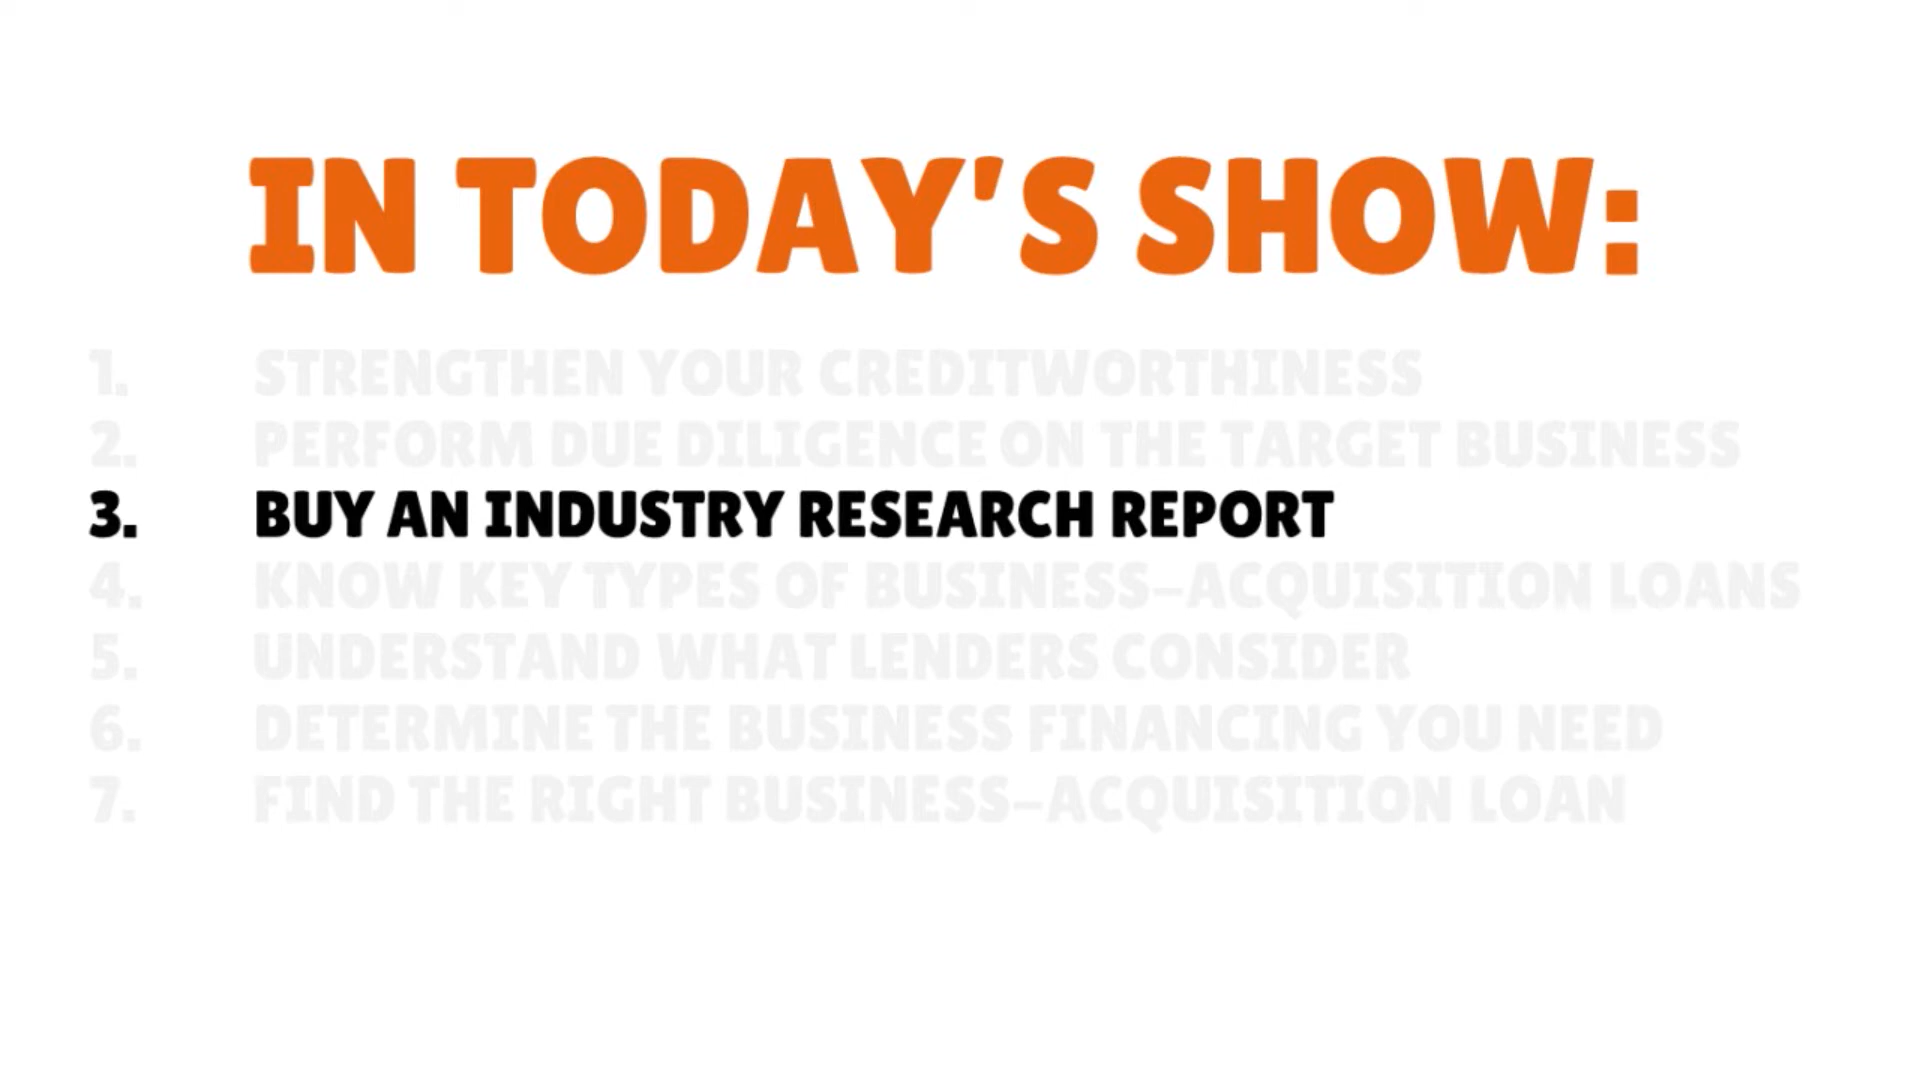 IN TODAY'S SHOW:
1. STRENGTHEN YOUR CREDITWORTHINESS
2. PERFORM DUE DILIGENCE ON THE TARGET BUSINESS
3. BUY AN INDUSTRY RESEARCH REPORT
4. KNOW KEY TYPES OF BUSINESS-ACQUISITION LOANS
5. UNDERSTAND WHAT LENDERS CONSIDER
6. DETERMINE THE BUSINESS FINANCING YOU NEED
7. FIND THE RIGHT BUSINESS-ACQUISITION LOAN